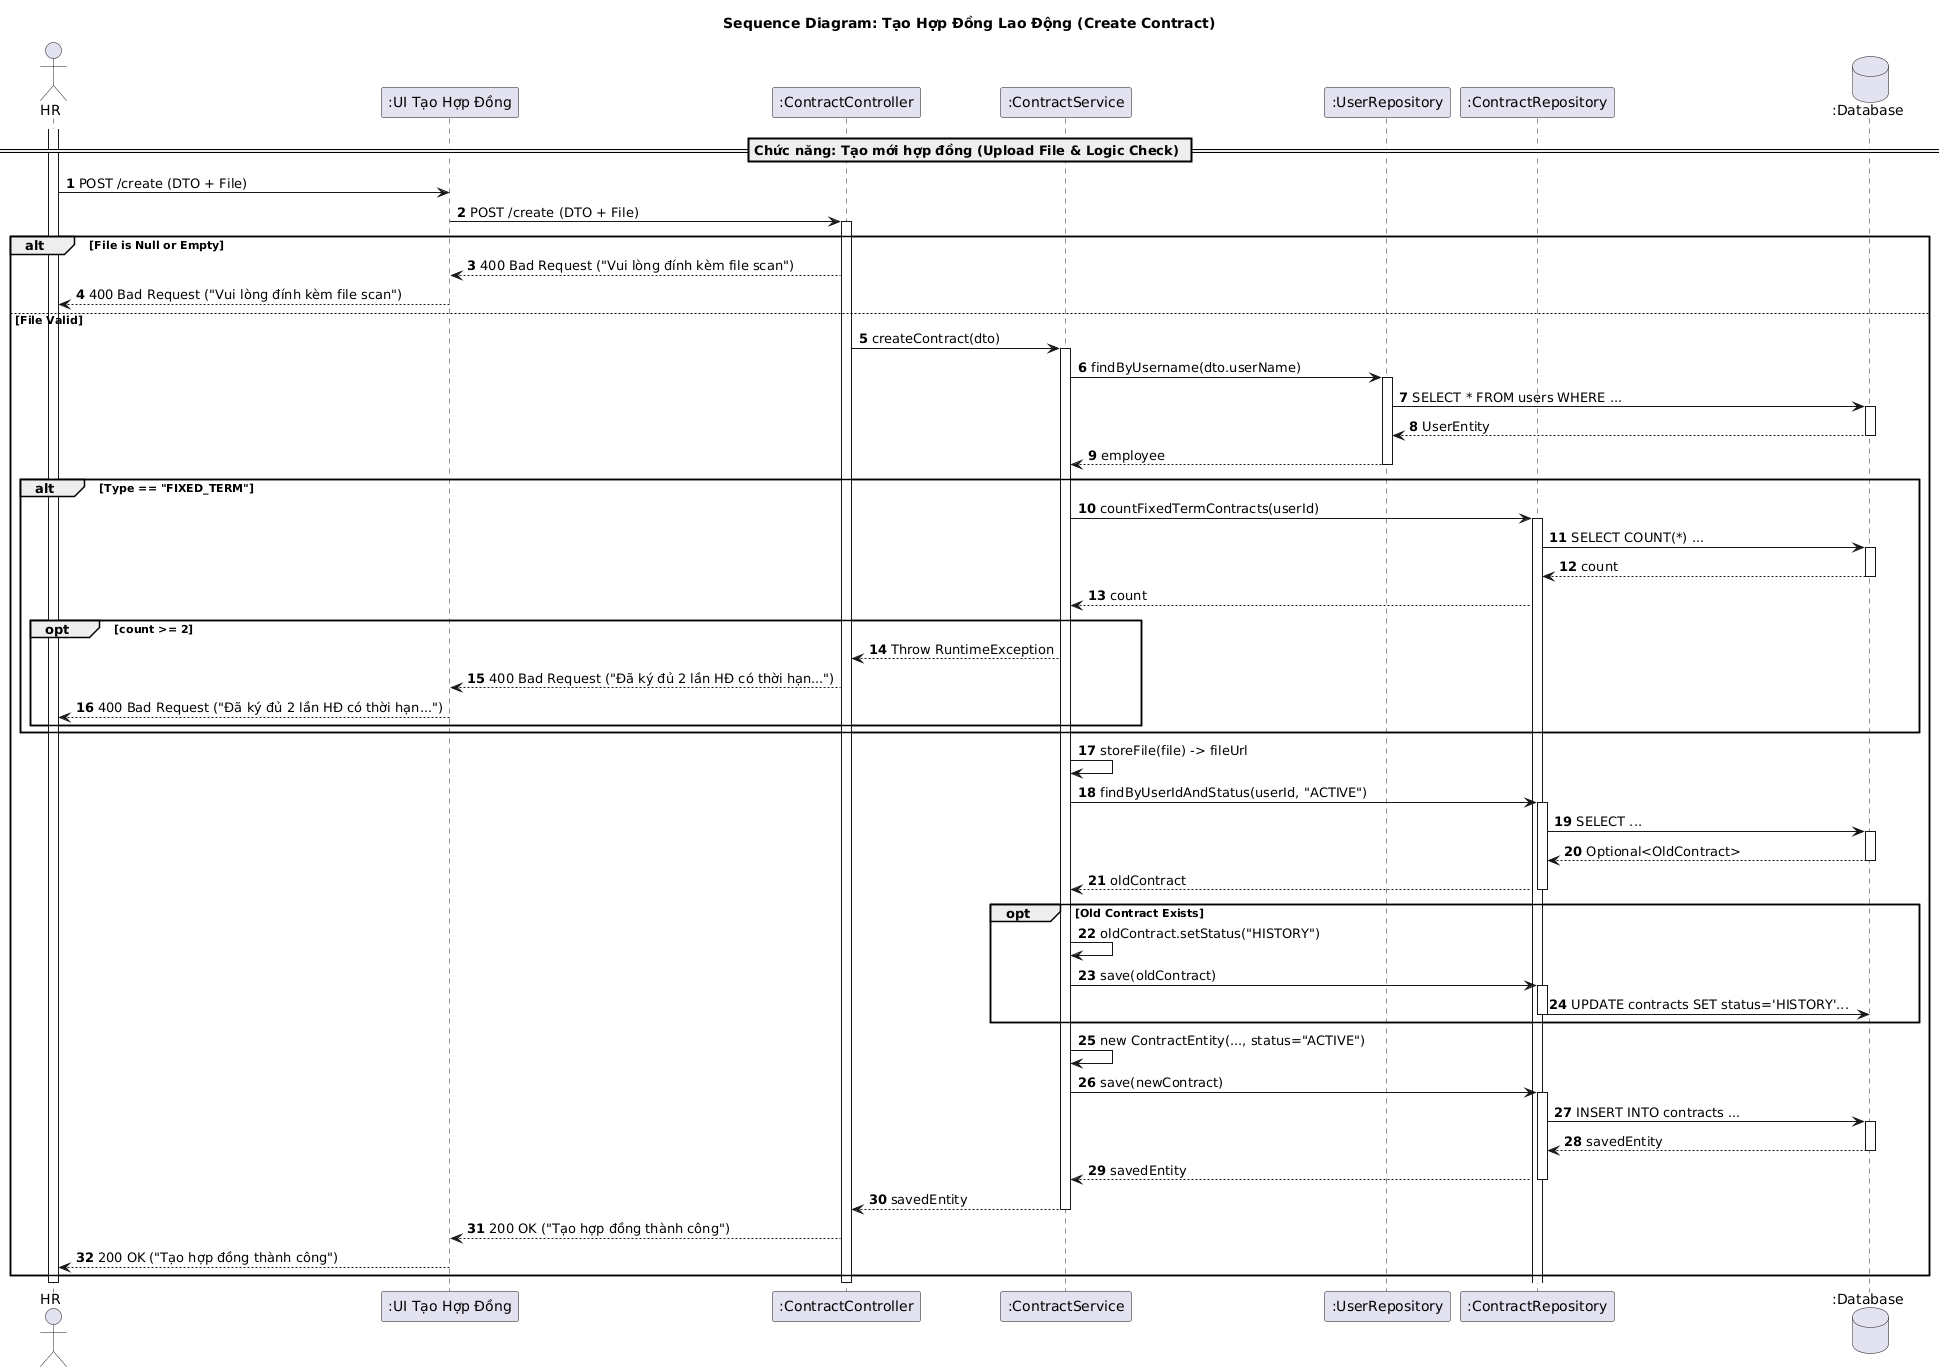 Sequence Diagram: Tạo Hợp Đồng Lao Động (Create Contract)
HR
:UI Tạo Hợp Đồng
:ContractController
:ContractService
:UserRepository
:ContractRepository
:Database
Chức năng: Tạo mới hợp đồng (Upload File & Logic Check)
1 POST /create (DTO + File)
2 POST /create (DTO + File)
alt [File is Null or Empty]
3 400 Bad Request ("Vui lòng đính kèm file scan")
4 400 Bad Request ("Vui lòng đính kèm file scan")
[File Valid]
5 createContract(dto)
6 findByUsername(dto.userName)
7 SELECT * FROM users WHERE ...
8 UserEntity
9 employee
alt [Type == "FIXED_TERM"]
10 countFixedTermContracts(userId)
11 SELECT COUNT(*) ...
12 count
13 count
opt [count >= 2]
14 Throw RuntimeException
15 400 Bad Request ("Đã ký đủ 2 lần HĐ có thời hạn...")
16 400 Bad Request ("Đã ký đủ 2 lần HĐ có thời hạn...")
17 storeFile(file) -> fileUrl
18 findByUserIdAndStatus(userId, "ACTIVE")
19 SELECT ...
20 Optional<OldContract>
21 oldContract
opt [Old Contract Exists]
22 oldContract.setStatus("HISTORY")
23 save(oldContract)
24 UPDATE contracts SET status='HISTORY'...
25 new ContractEntity(..., status="ACTIVE")
26 save(newContract)
27 INSERT INTO contracts ...
28 savedEntity
29 savedEntity
30 savedEntity
31 200 OK ("Tạo hợp đồng thành công")
32 200 OK ("Tạo hợp đồng thành công")
HR
:UI Tạo Hợp Đồng
:ContractController
:ContractService
:UserRepository
:ContractRepository
:Database